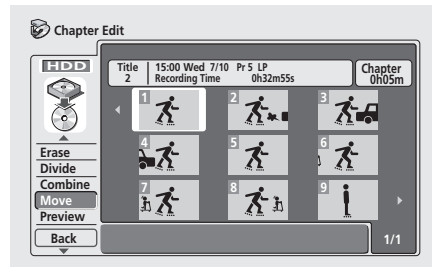 Chapter Edit
HDD
Title 2
15:00 Wed 7/10 Pr 5 LP
Recording Time 0h32m55s
Chapter
0h05m
1 2 3
4 5 6
7 8 9
Erase
Divide
Combine
Move
Preview
Back
1/1